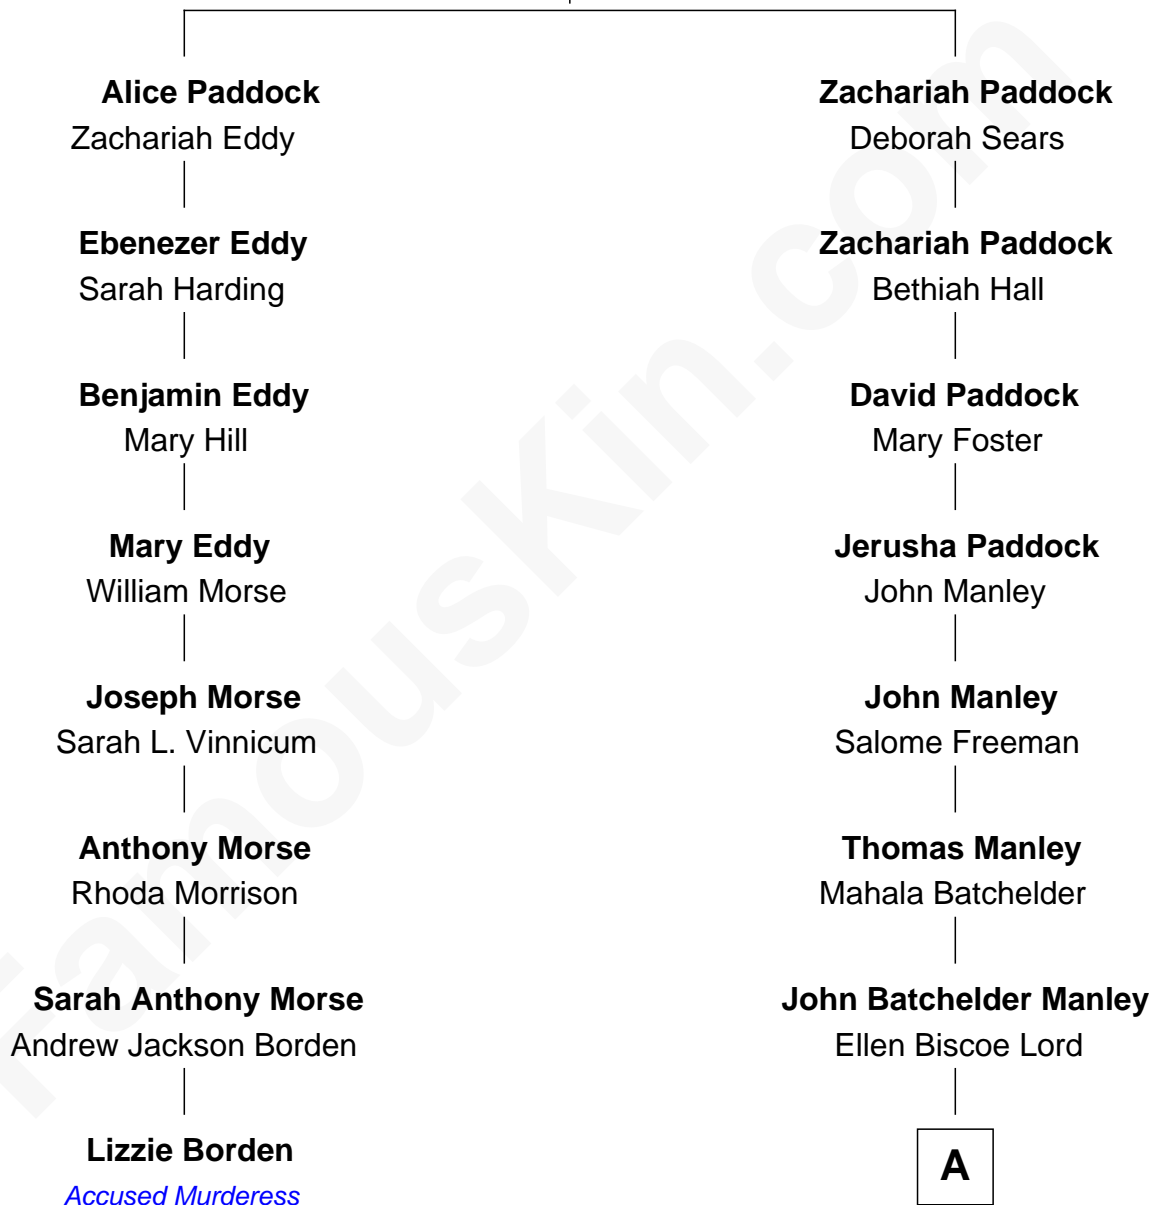 Alice Paddock
Zachariah Eddy
Ebenezer Eddy
Sarah Harding
Benjamin Eddy
Mary Hill
Mary Eddy
William Morse
Joseph Morse
Sarah L. Vinnicum
Anthony Morse
Rhoda Morrison
Sarah Anthony Morse
Andrew Jackson Borden
Lizzie Borden
Accused Murderess
Zachariah Paddock
Deborah Sears
Zachariah Paddock
Bethiah Hall
David Paddock
Mary Foster
Jerusha Paddock
John Manley
John Manley
Salome Freeman
Thomas Manley
Mahala Batchelder
John Batchelder Manley
Ellen Biscoe Lord
A
FamousKin.com